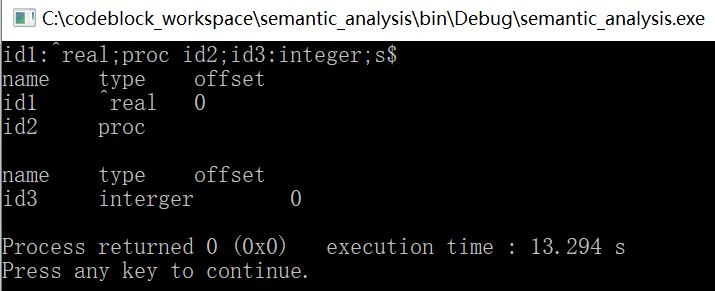 C:\codeblock_workspace\semantic_analysis\bin\Debug\semantic_analysis.exe
id1:^real;proc id2;id3:integer;s$
name type offset
id1 ^real 0
id2 proc
name type offset
id3 interger 0
Process returned 0 (0x0) execution time : 13.294 s
Press any key to continue.